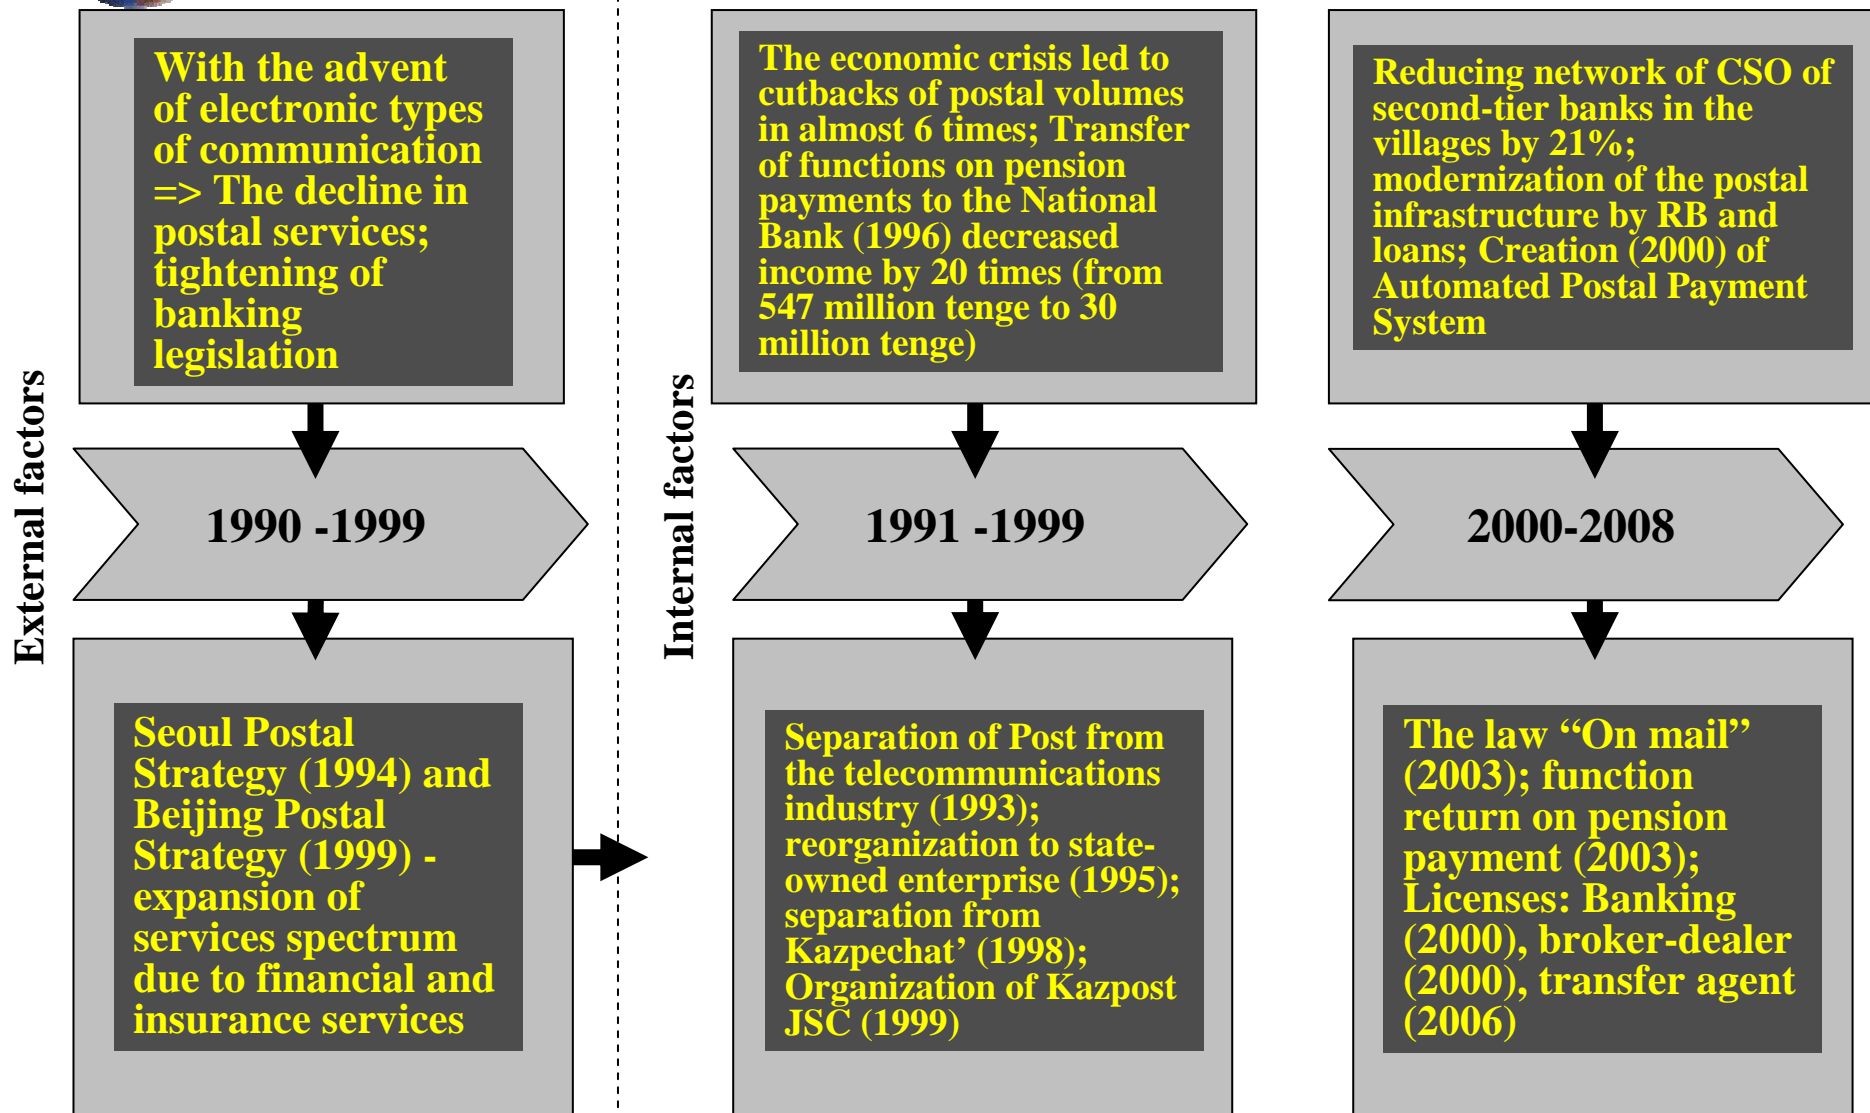 With the advent
of electronic types
of communication
=> The decline in
postal services;
tightening of
banking
legislation
External factors
1990 -1999
Seoul Postal
Strategy (1994) and
Beijing Postal
Strategy (1999) -
expansion of
services spectrum
due to financial and
insurance services
The economic crisis led to
cutbacks of postal volumes
in almost 6 times; Transfer
of functions on pension
payments to the National
Bank (1996) decreased
income by 20 times (from
547 million tenge to 30
million tenge)
Internal factors
1991 -1999
Separation of Post from
the telecommunications
industry (1993);
reorganization to state-
owned enterprise (1995);
separation from
Kazpechat’ (1998);
Organization of Kazpost
JSC (1999)
Reducing network of CSO of
second-tier banks in the
villages by 21%;
modernization of the postal
infrastructure by RB and
loans; Creation (2000) of
Automated Postal Payment
System
2000-2008
The law “On mail”
(2003); function
return on pension
payment (2003);
Licenses: Banking
(2000), broker-dealer
(2000), transfer agent
(2006)